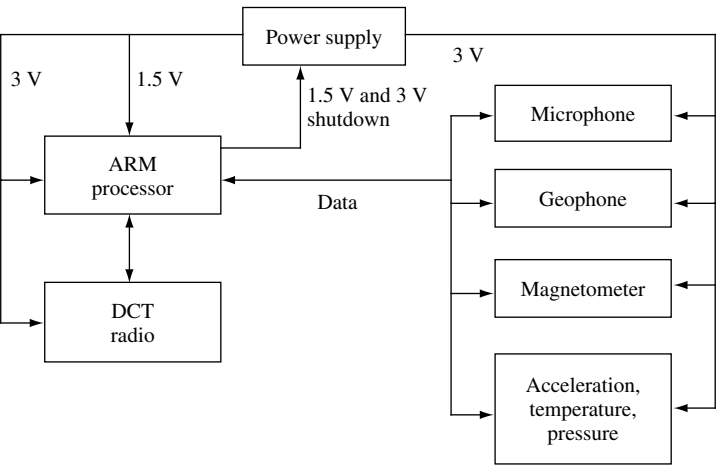 Power supply
3 V
1.5 V
3 V
1.5 V and 3 V
shutdown
Microphone
ARM
processor
Data
Geophone
Magnetometer
DCT
radio
Acceleration,
temperature,
pressure